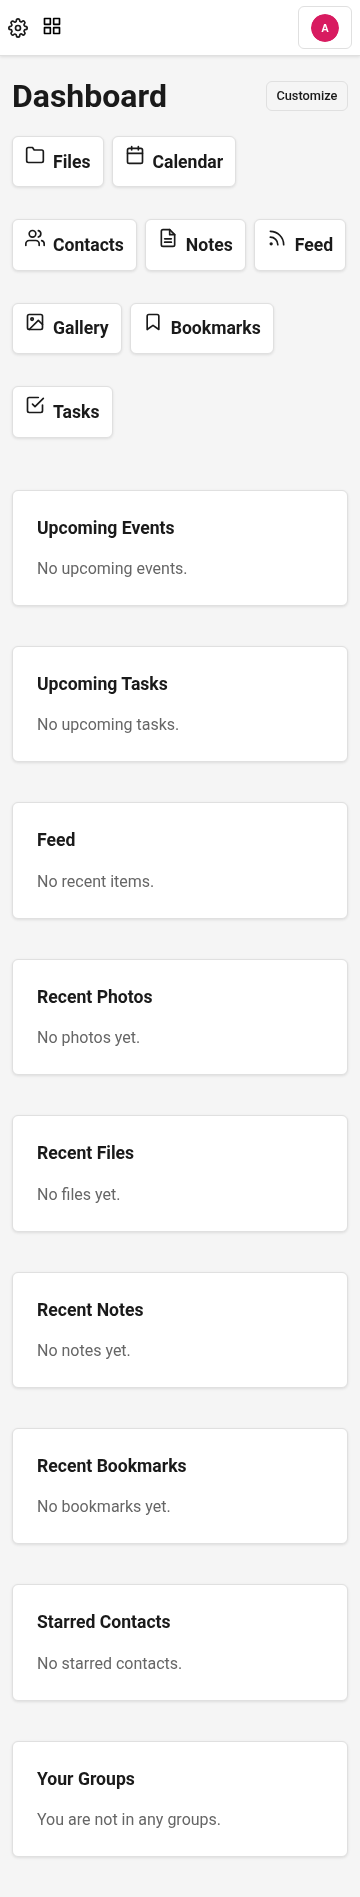 A
Dashboard
Customize
Files
Calendar
Contacts
Notes
Feed
Gallery
Bookmarks
Tasks
Upcoming Events
No upcoming events.
Upcoming Tasks
No upcoming tasks.
Feed
No recent items.
Recent Photos
No photos yet.
Recent Files
No files yet.
Recent Notes
No notes yet.
Recent Bookmarks
No bookmarks yet.
Starred Contacts
No starred contacts.
Your Groups
You are not in any groups.